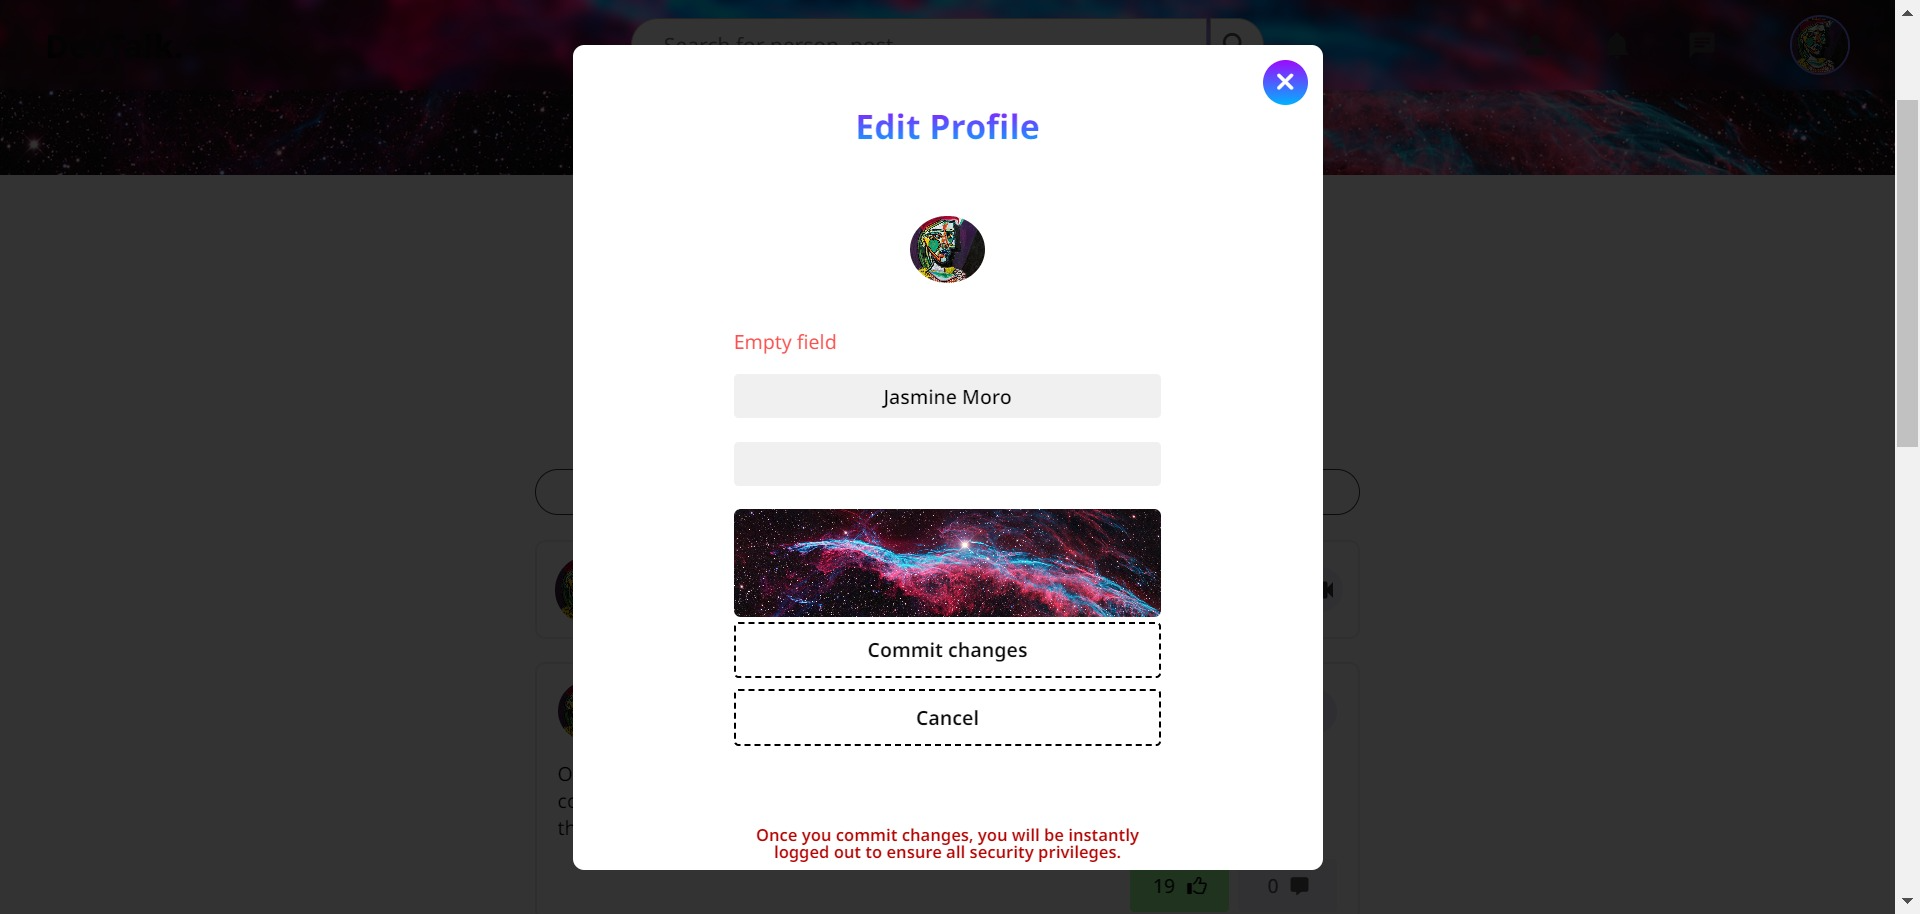 Search for person, post
Edit Profile
Empty field
Jasmine Moro
Commit changes
Cancel
Once you commit changes, you will be instantly
logged out to ensure all security privileges.
19
0